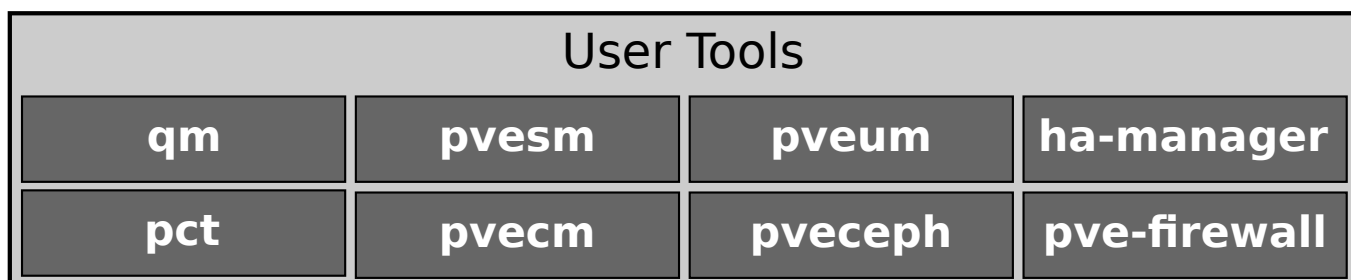 User Tools
qm pvesm pveum ha-manager
pct pvecm pveceph pve-firewall